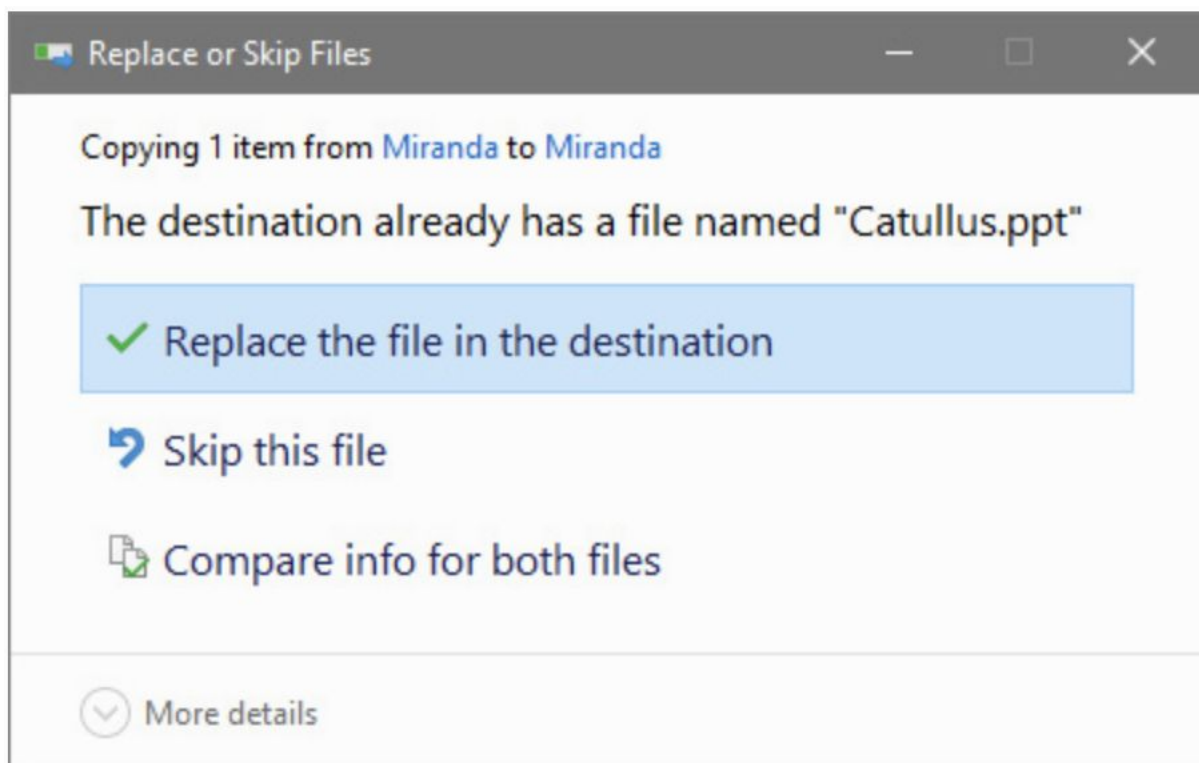 Replace or Skip Files
Copying 1 item from Miranda to Miranda
The destination already has a file named "Catullus.ppt"
Replace the file in the destination
Skip this file
Compare info for both files
More details